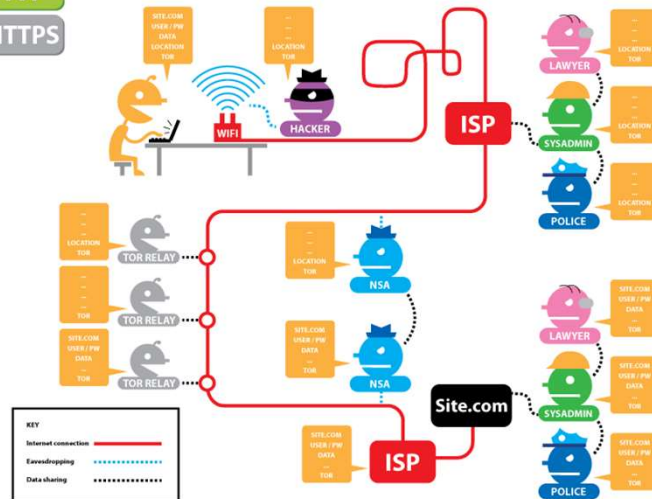 HTTPS
SITE.COM
USER / PW
DATA
LOCATION
TOR
...
...
...
LOCATION
TOR
WIFI
HACKER
ISP
...
...
...
LOCATION
TOR
LAWYER
...
...
...
LOCATION
TOR
SYSADMIN
...
...
...
LOCATION
TOR
POLICE
...
...
...
LOCATION
TOR
TOR RELAY
...
...
...
...
TOR
TOR RELAY
SITE.COM
USER / PW
DATA
...
TOR
TOR RELAY
...
...
...
LOCATION
TOR
NSA
SITE.COM
USER / PW
DATA
...
TOR
NSA
SITE.COM
USER / PW
DATA
...
TOR
LAWYER
SITE.COM
USER / PW
DATA
...
TOR
SYSADMIN
SITE.COM
USER / PW
DATA
...
TOR
POLICE
Site.com
SITE.COM
USER / PW
DATA
...
TOR
ISP
KEY
Internet connection
Eavesdropping
Data sharing